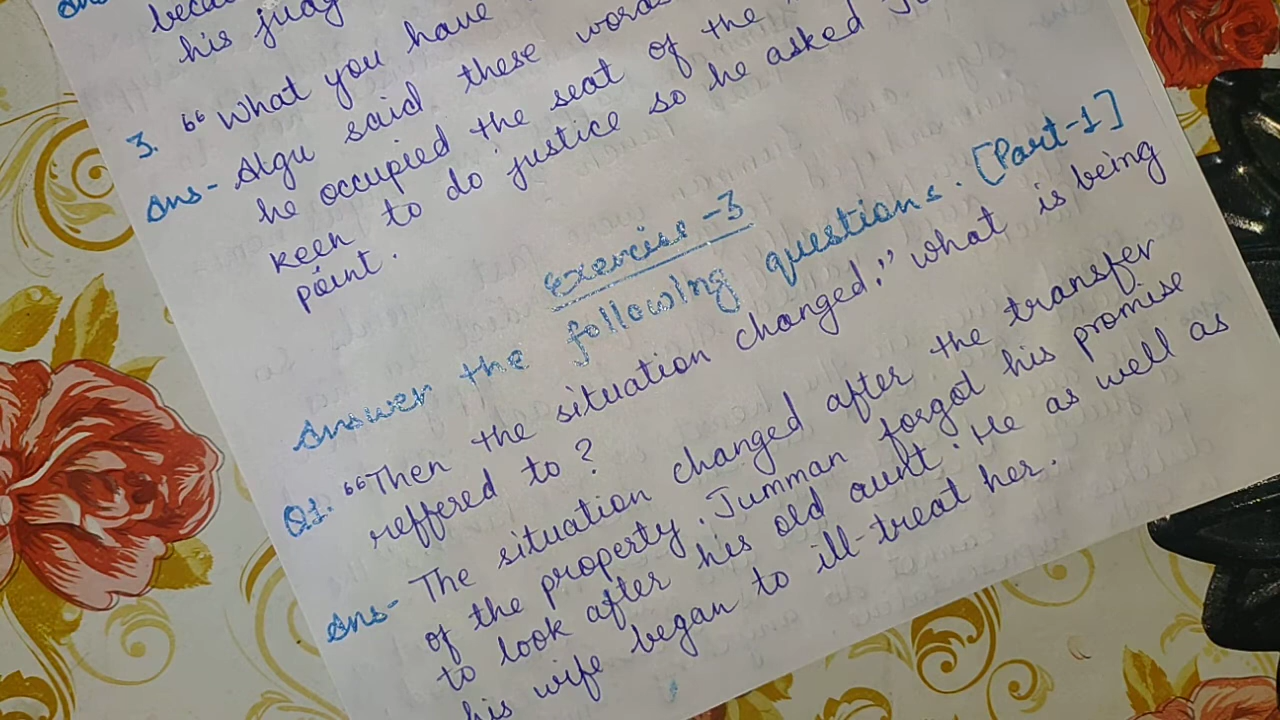 becau
his judg
3. "What you have
Ans- Algu said these words
he occupied the seat of the
keen to do justice so he asked
point.
Exercise -3
Answer the following questions. [Part-1]
Q1. "Then the situation changed." what is being
reffered to?
Ans- The situation changed after the transfer
of the property. Jumman forgot his promise
to look after his old aunt. He as well as
his wife began to ill-treat her.